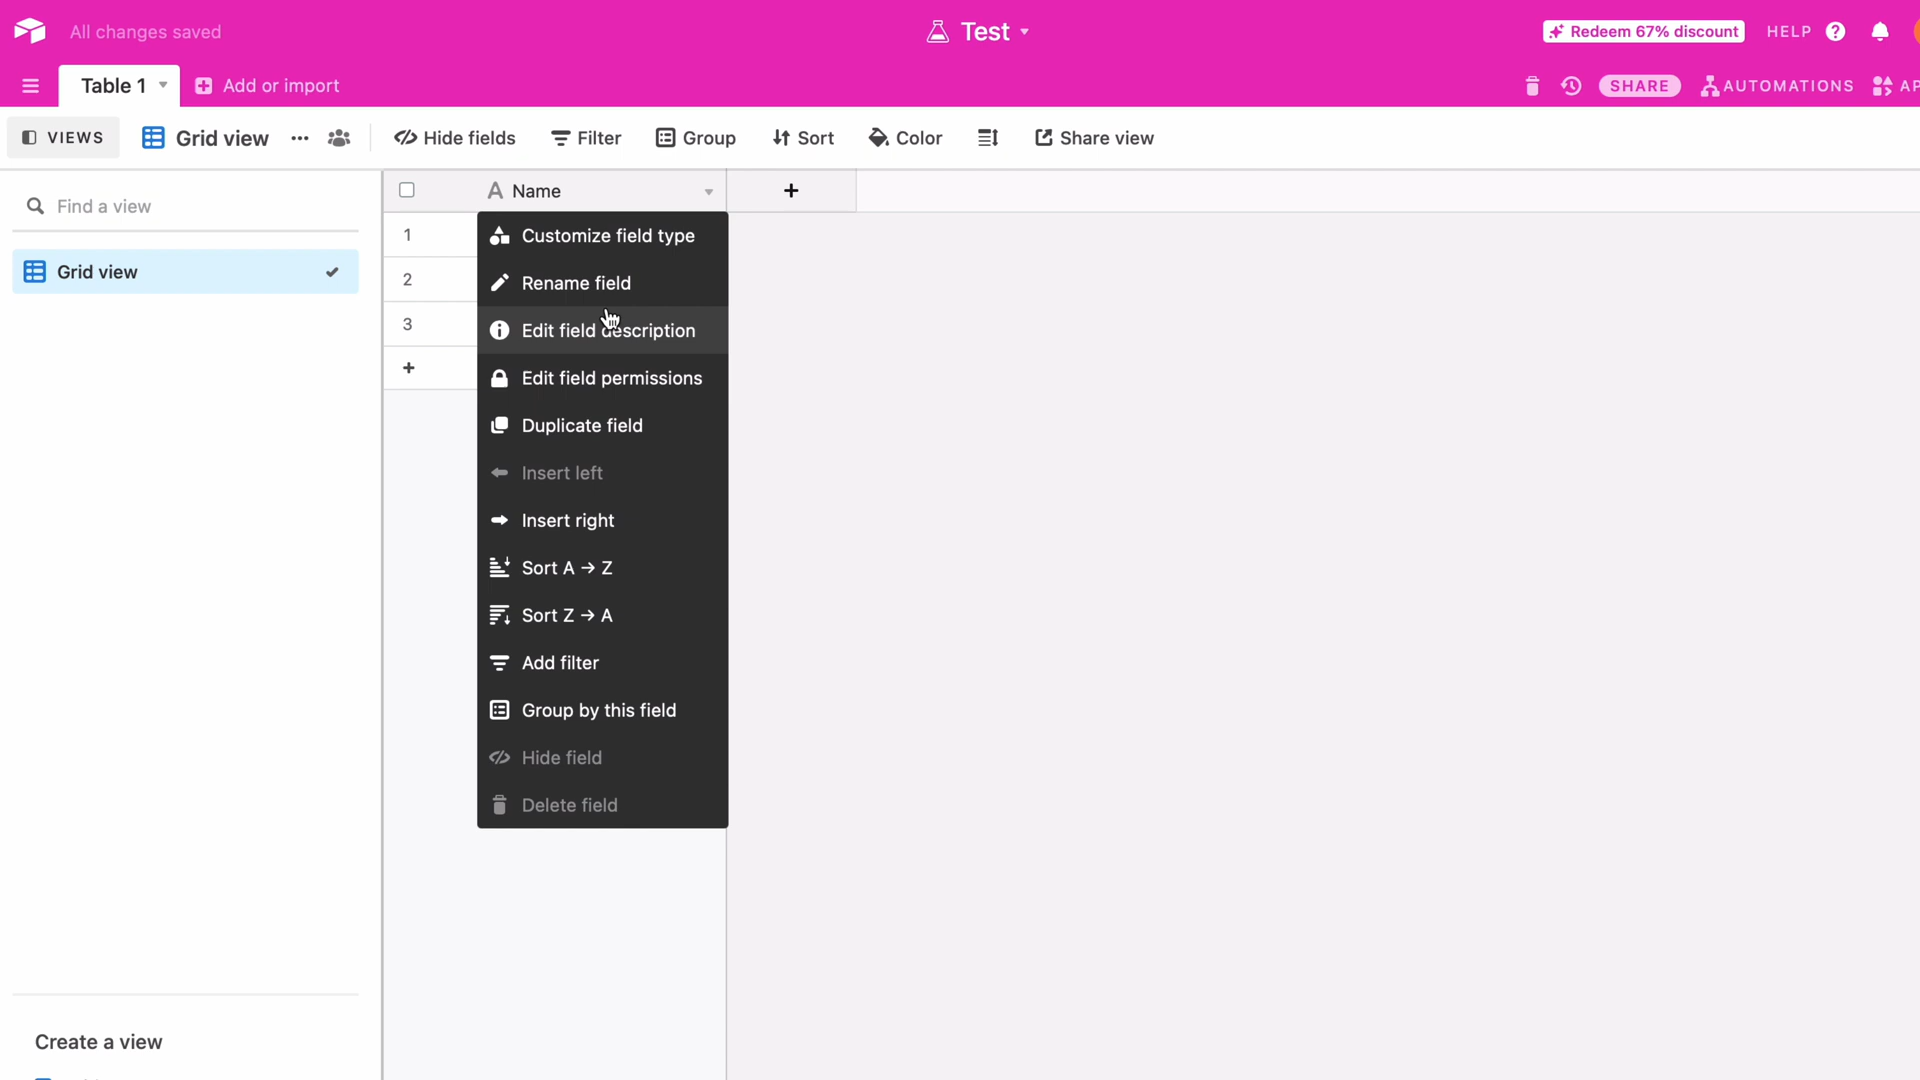 All changes saved
Test
Redeem 67% discount
HELP
Table 1
Add or import
SHARE
AUTOMATIONS
AP
VIEWS
Grid view
Hide fields
Filter
Group
Sort
Color
Share view
Find a view
A Name
Grid view
1
2
3
Customize field type
Rename field
Edit field description
Edit field permissions
Duplicate field
Insert left
Insert right
Sort A → Z
Sort Z → A
Add filter
Group by this field
Hide field
Delete field
Create a view